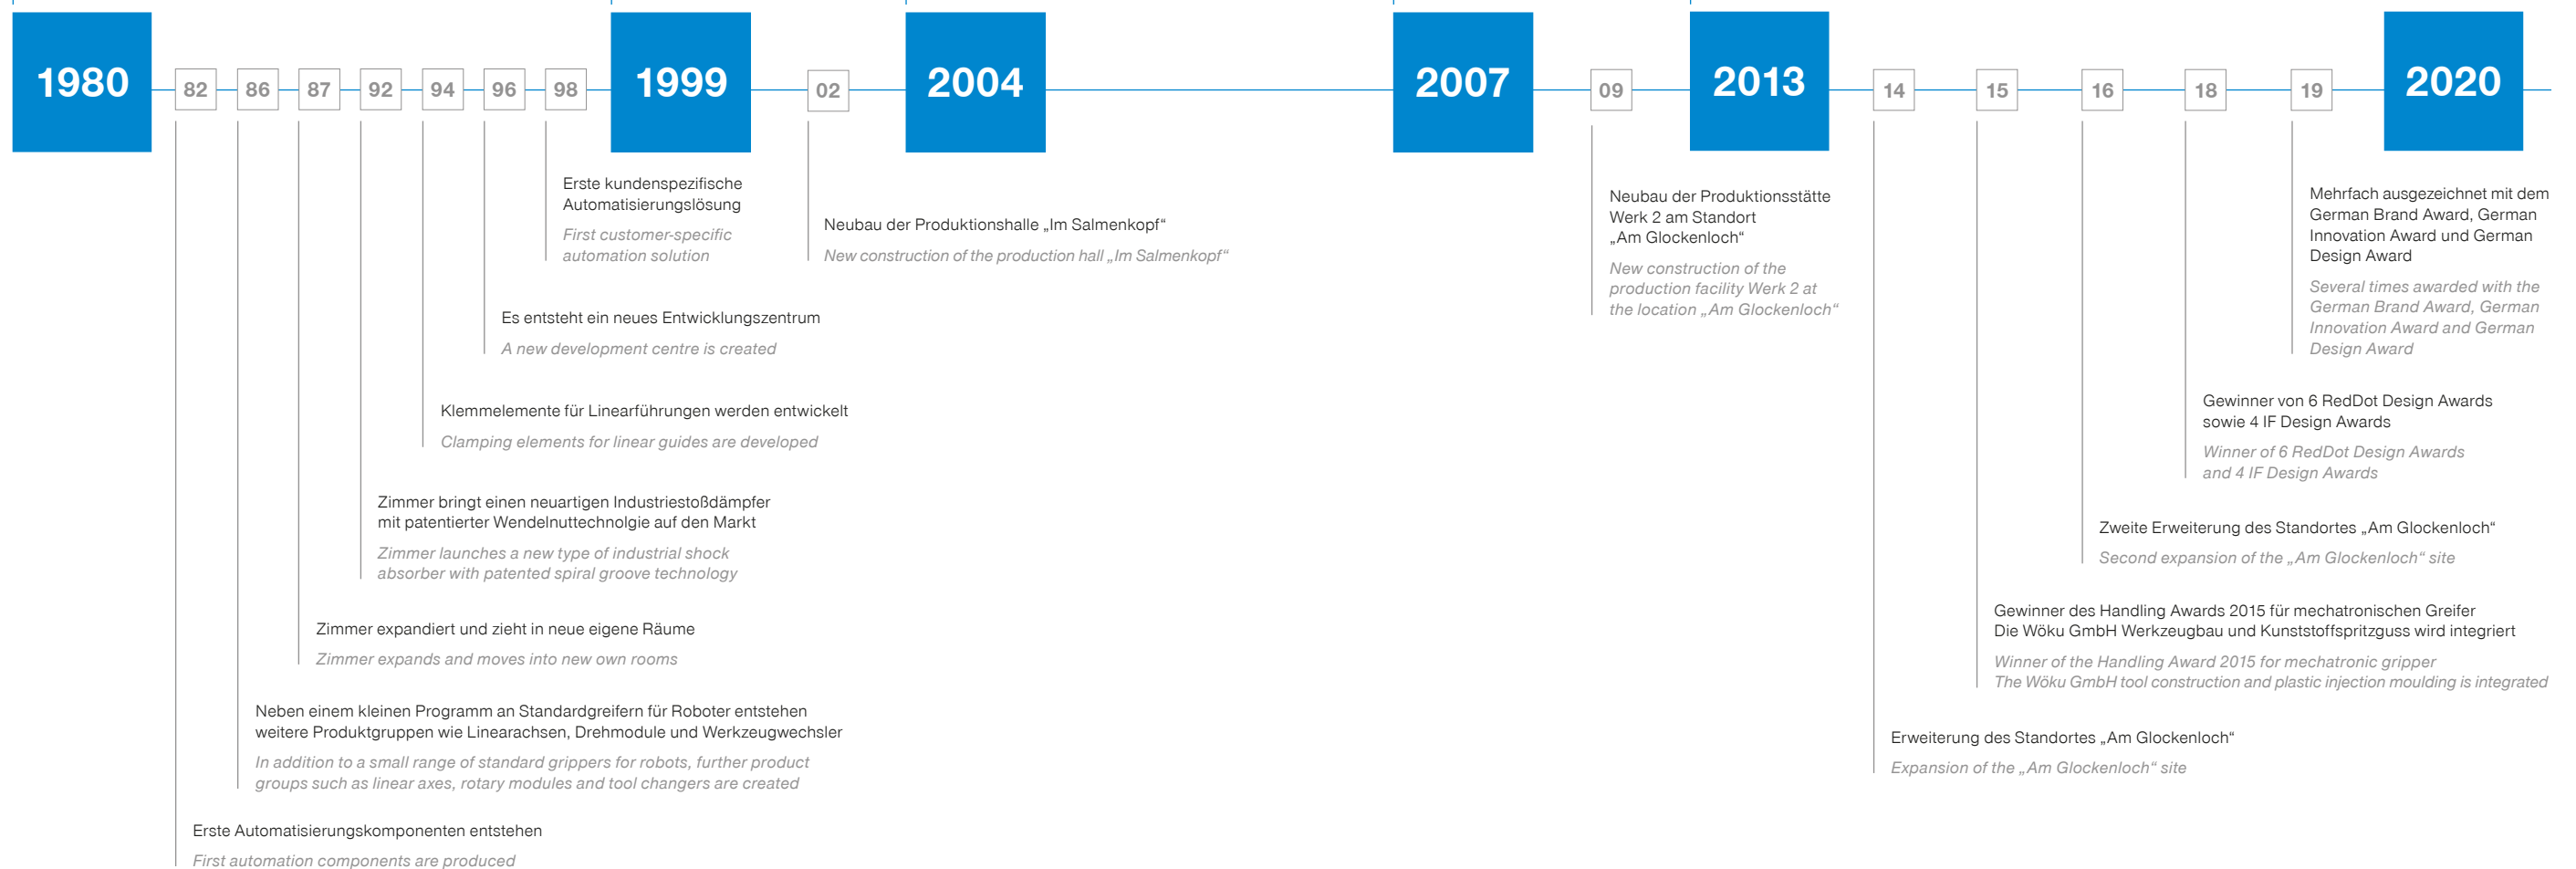 1980
82
86
87
92
94
96
98
1999
02
2004
2007
09
2013
14
15
16
18
19
2020
Erste kundenspezifische
Automatisierungslösung
First customer-specific
automation solution
Neubau der Produktionshalle „Im Salmenkopf“
New construction of the production hall „Im Salmenkopf“
Neubau der Produktionsstätte
Werk 2 am Standort
„Am Glockenloch“
New construction of the
production facility Werk 2 at
the location „Am Glockenloch“
Mehrfach ausgezeichnet mit dem
German Brand Award, German
Innovation Award und German
Design Award
Several times awarded with the
German Brand Award, German
Innovation Award and German
Design Award
Es entsteht ein neues Entwicklungszentrum
A new development centre is created
Gewinner von 6 RedDot Design Awards
sowie 4 IF Design Awards
Winner of 6 RedDot Design Awards
and 4 IF Design Awards
Klemmelemente für Linearführungen werden entwickelt
Clamping elements for linear guides are developed
Zimmer bringt einen neuartigen Industriestoßdämpfer
mit patentierter Wendelnuttechnolgie auf den Markt
Zimmer launches a new type of industrial shock
absorber with patented spiral groove technology
Zweite Erweiterung des Standortes „Am Glockenloch“
Second expansion of the „Am Glockenloch“ site
Zimmer expandiert und zieht in neue eigene Räume
Zimmer expands and moves into new own rooms
Gewinner des Handling Awards 2015 für mechatronischen Greifer
Die Wöku GmbH Werkzeugbau und Kunststoffspritzguss wird integriert
Winner of the Handling Award 2015 for mechatronic gripper
The Wöku GmbH tool construction and plastic injection moulding is integrated
Neben einem kleinen Programm an Standardgreifern für Roboter entstehen
weitere Produktgruppen wie Linearachsen, Drehmodule und Werkzeugwechsler
In addition to a small range of standard grippers for robots, further product
groups such as linear axes, rotary modules and tool changers are created
Erweiterung des Standortes „Am Glockenloch“
Expansion of the „Am Glockenloch“ site
Erste Automatisierungskomponenten entstehen
First automation components are produced